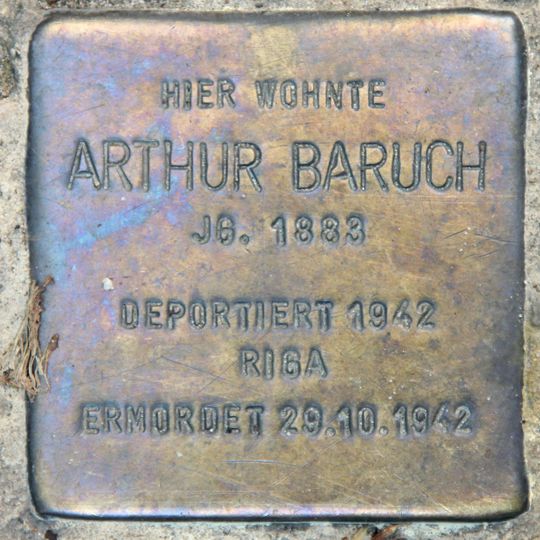 HIER WOHNTE
ARTHUR BARUCH
JG. 1883
DEPORTIERT 1942
RIGA
ERMORDET 29.10.1942